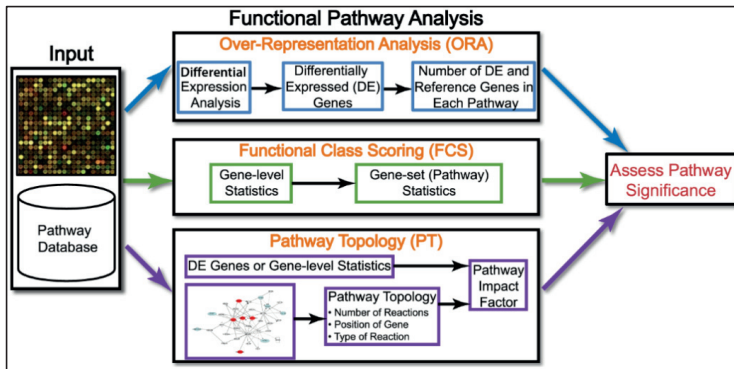 Functional Pathway Analysis
Input
Pathway
Database
Over-Representation Analysis (ORA)
Differential
Expression
Analysis
Differentially
Expressed (DE)
Genes
Number of DE and
Reference Genes in
Each Pathway
Functional Class Scoring (FCS)
Gene-level
Statistics
Gene-set (Pathway)
Statistics
Pathway Topology (PT)
DE Genes or Gene-level Statistics
Pathway Topology
• Number of Reactions
• Position of Gene
• Type of Reaction
Pathway
Impact
Factor
Assess Pathway
Significance